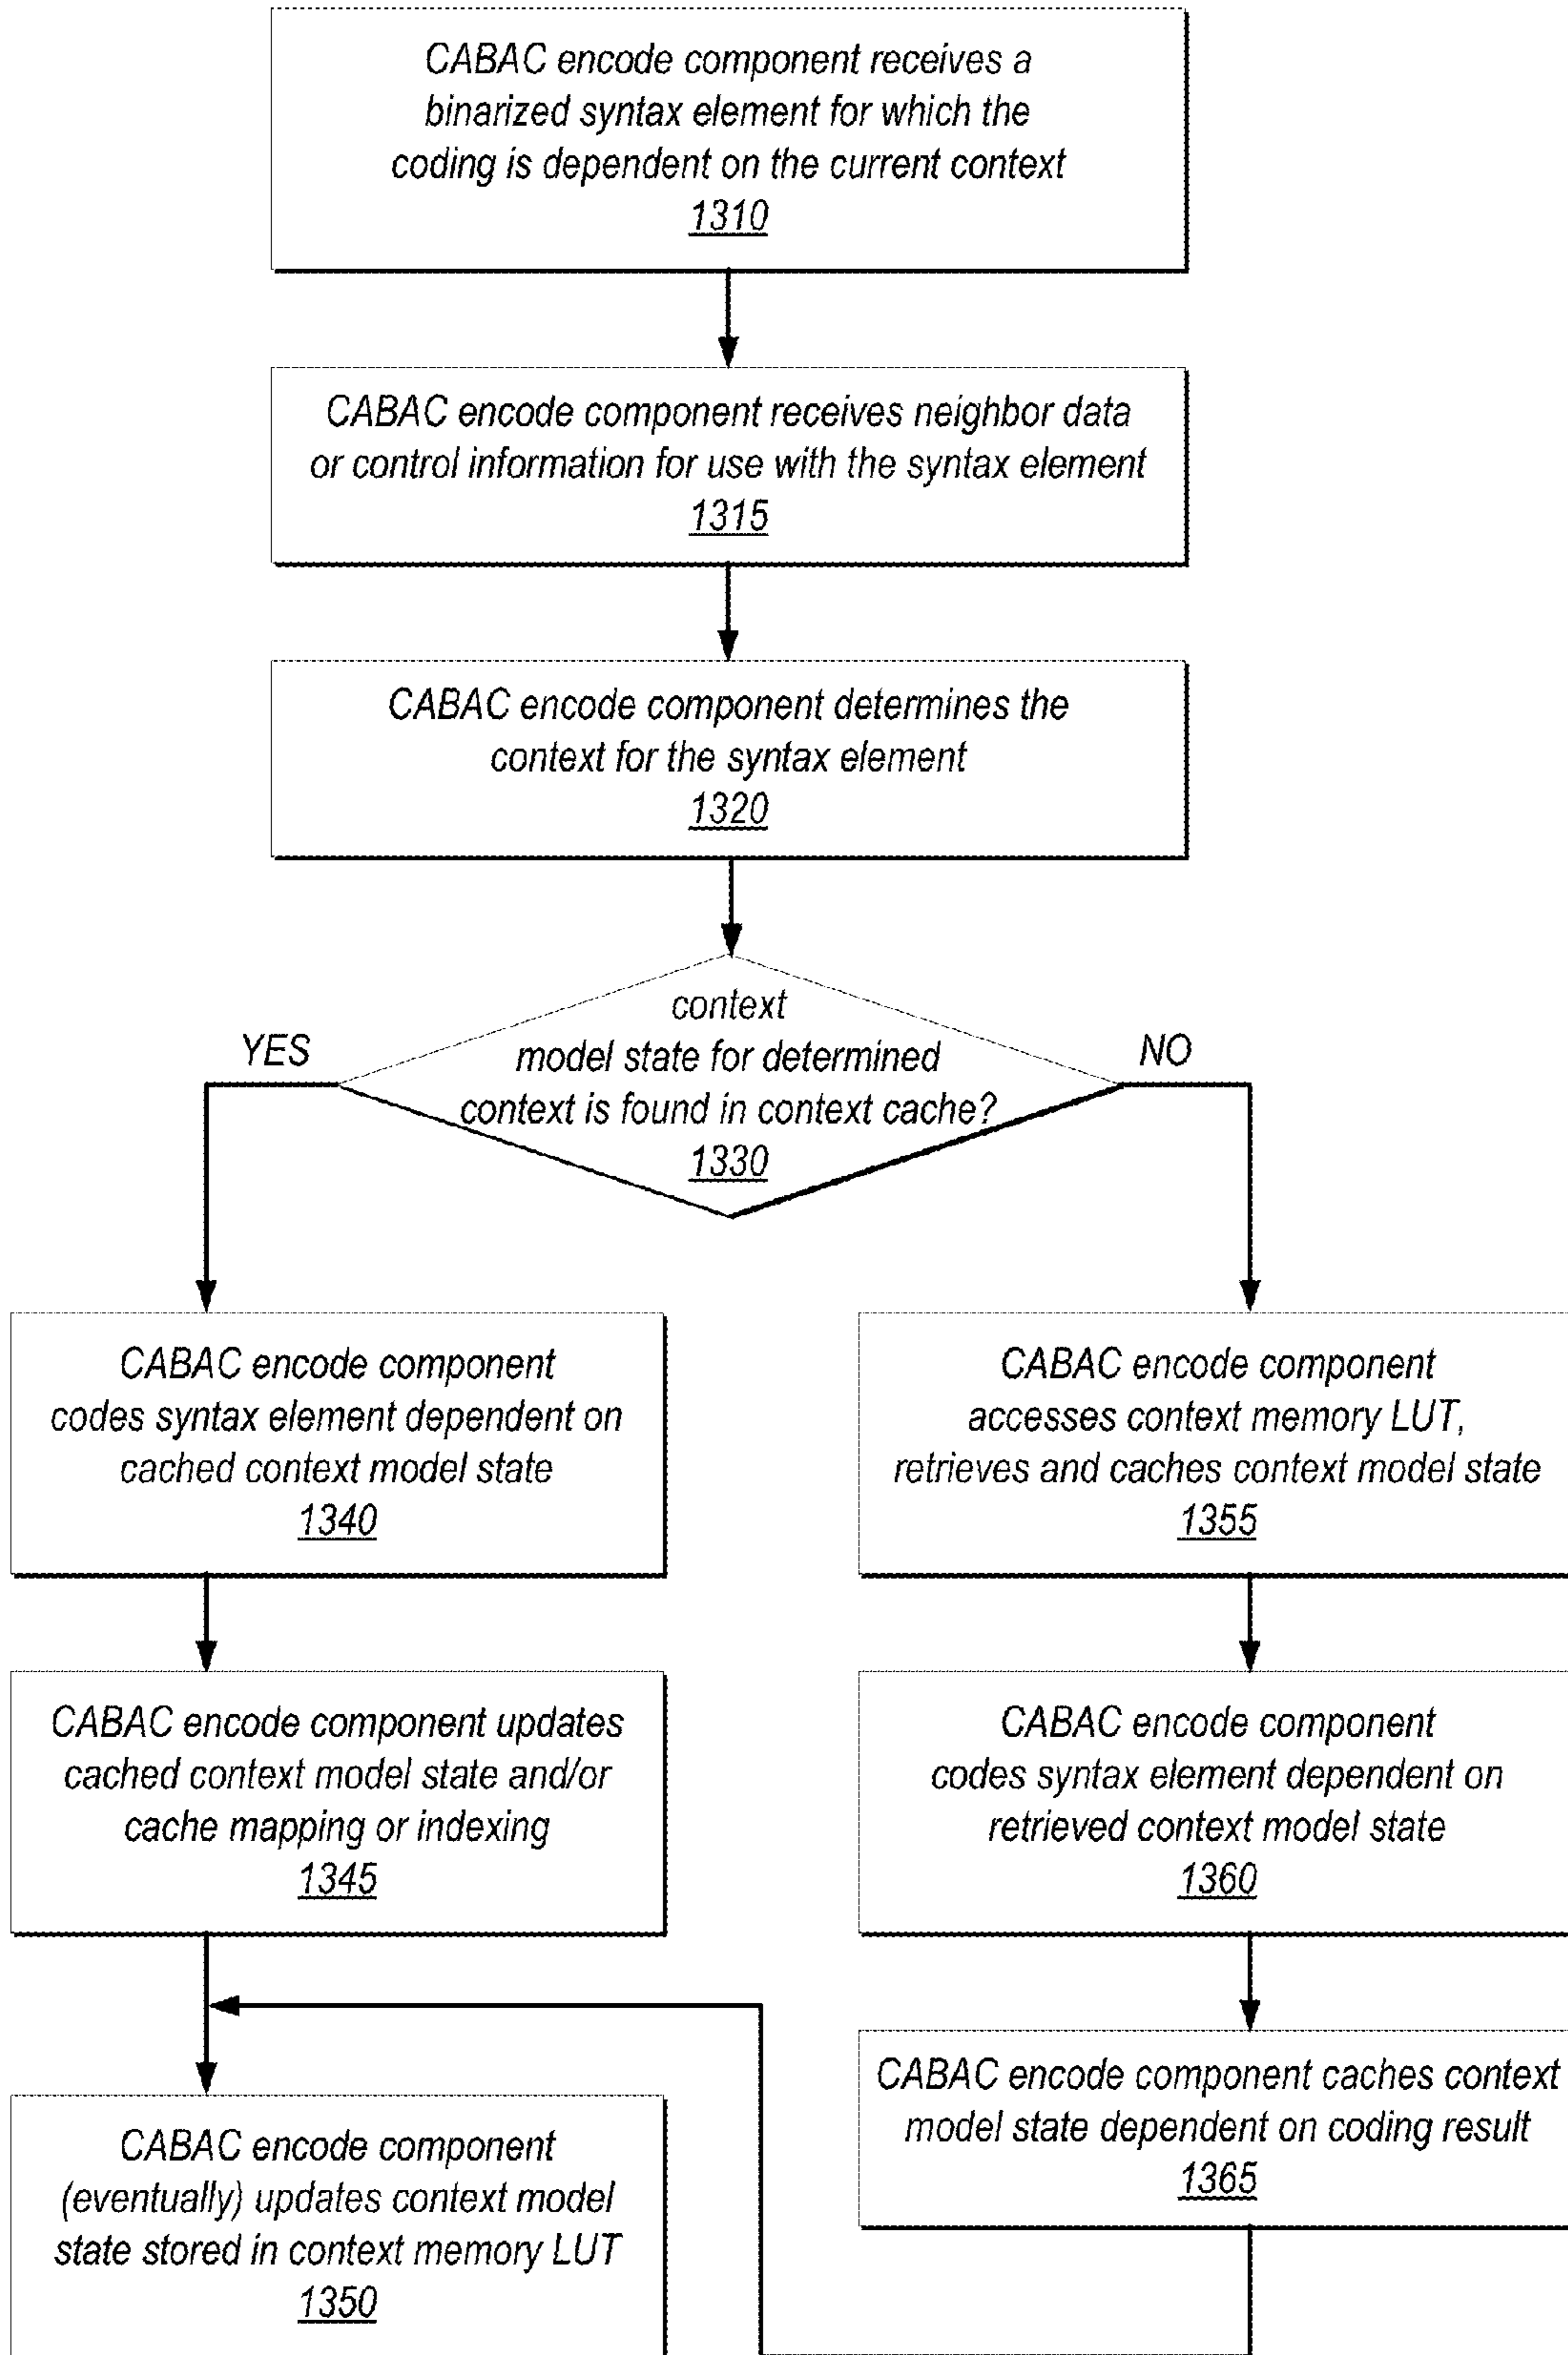 CABAC encode component receives a
binarized syntax element for which the
coding is dependent on the current context
1310
CABAC encode component receives neighbor data
or control information for use with the syntax element
1315
CABAC encode component determines the
context for the syntax element
1320
context
model state for determined
context is found in context cache?
1330
YES
NO
CABAC encode component
codes syntax element dependent on
cached context model state
1340
CABAC encode component
accesses context memory LUT,
retrieves and caches context model state
1355
CABAC encode component updates
cached context model state and/or
cache mapping or indexing
1345
CABAC encode component
codes syntax element dependent on
retrieved context model state
1360
CABAC encode component
(eventually) updates context model
state stored in context memory LUT
1350
CABAC encode component caches context
model state dependent on coding result
1365